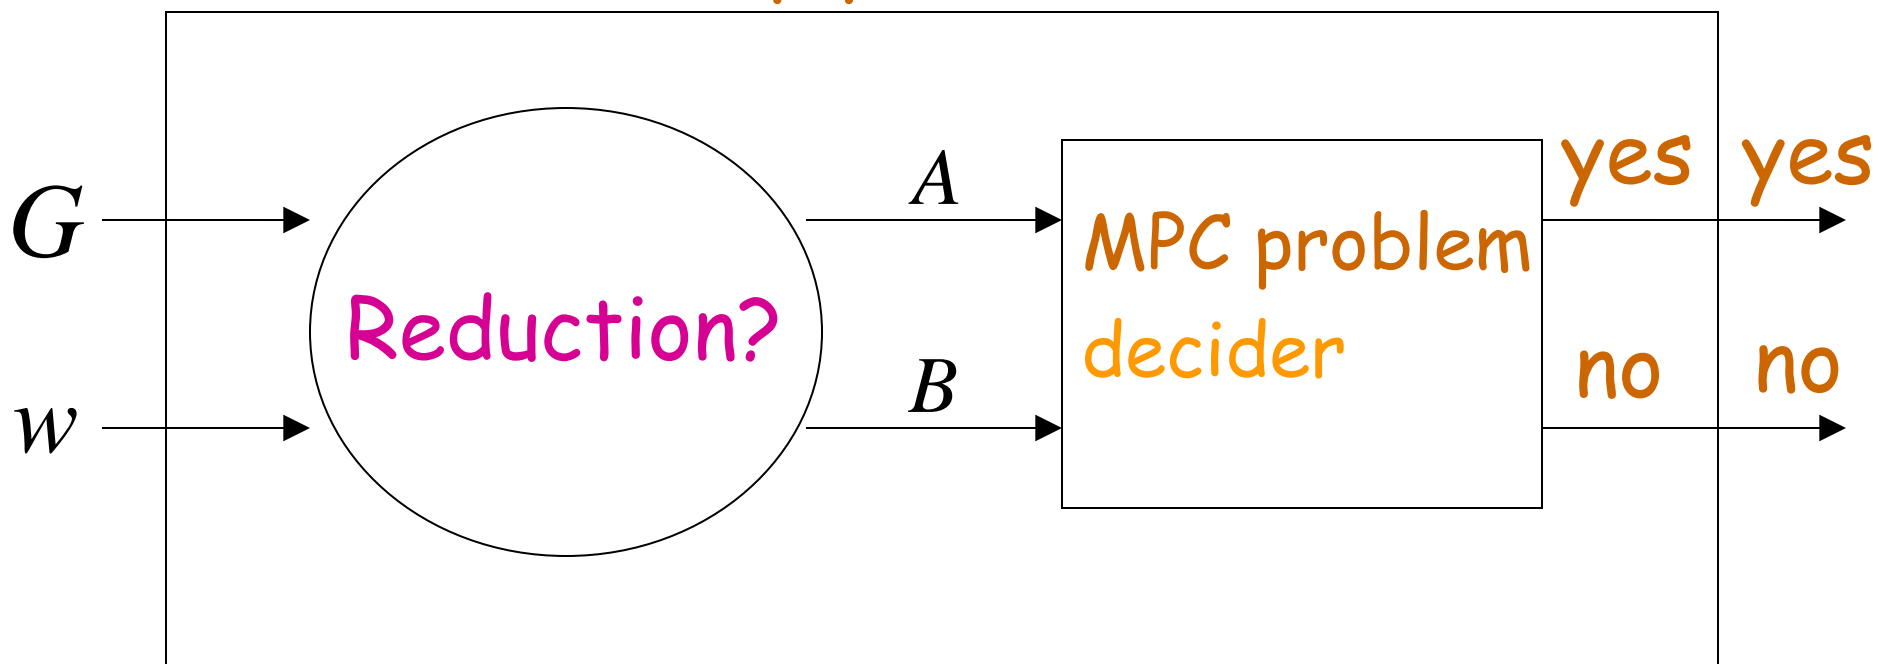 G
w
Reduction?
A
B
MPC problem
decider
yes
yes
no
no